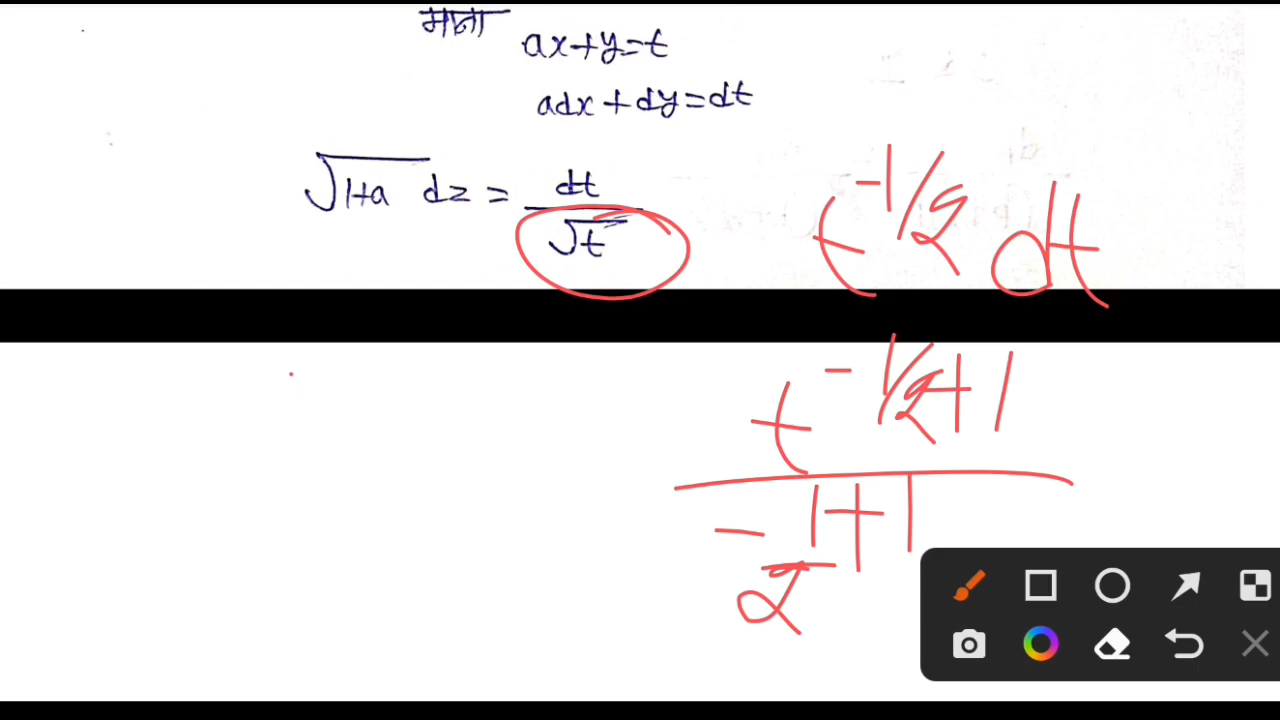 माना
ax+y=t
adx+dy=dt
√1+a dz = dt/√t
t^-1/2 dt
t^-1/2+1
-1/2+1